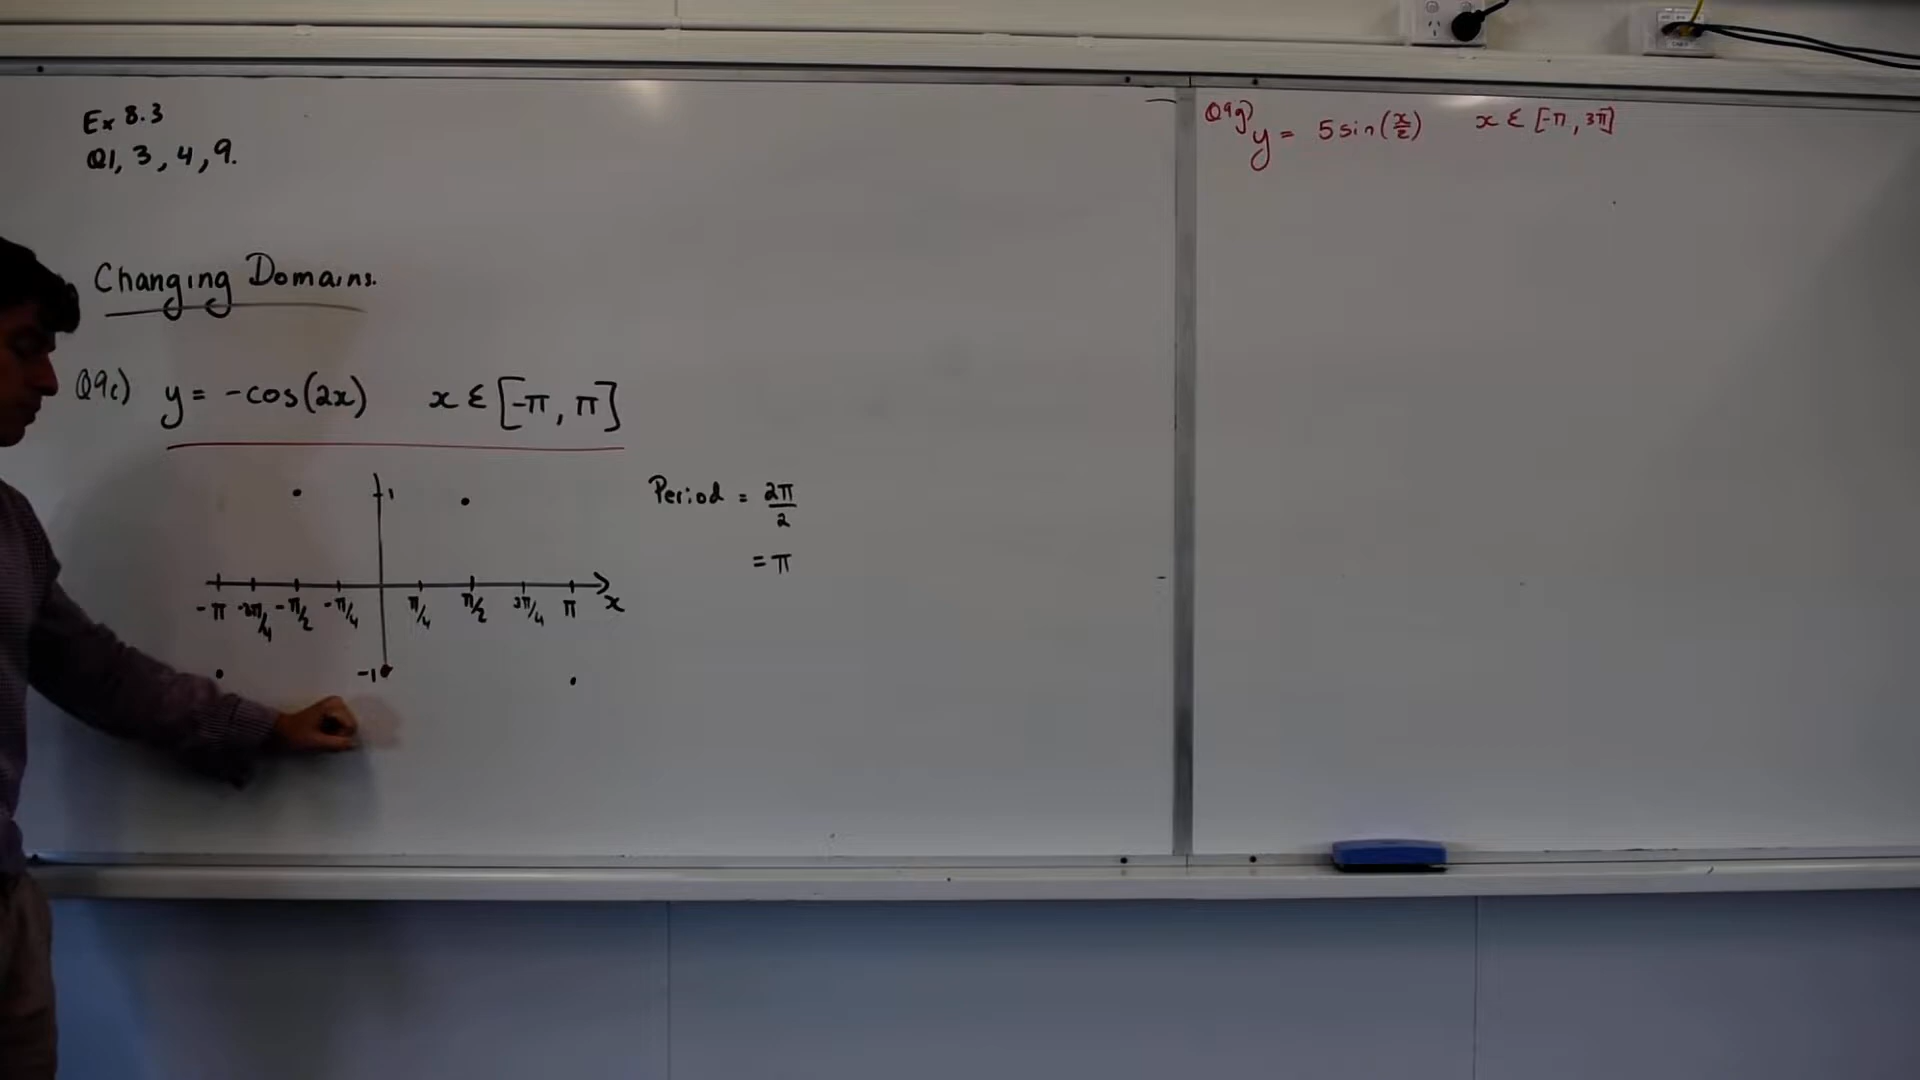 Ex 8.3
Q1, 3, 4, 9.
Changing Domains.
Q9c) y = -cos(2x) x ∈ [-π, π]
Period = 2π/2
= π
1
-π -3π/4 -π/2 -π/4 π/4 π/2 3π/4 π x
-1
Q9g) y = 5sin(x/2) x ∈ [-π, 3π]